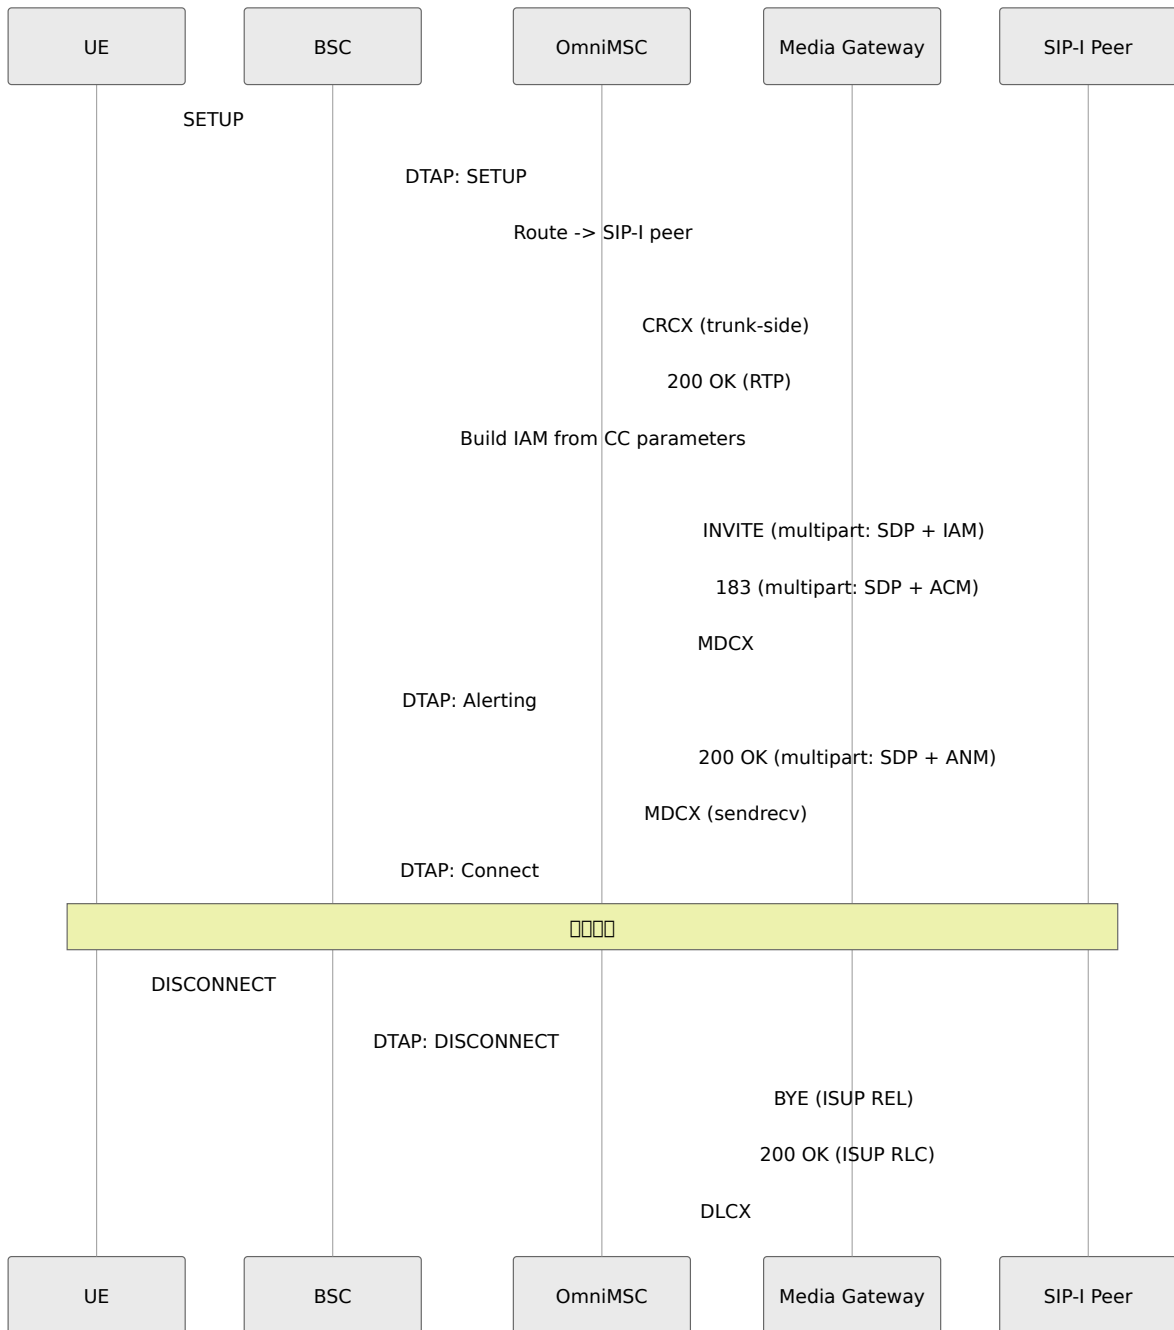 UE
BSC
OmniMSC
Media Gateway
SIP-I Peer
SETUP
DTAP: SETUP
Route -> SIP-I peer
CRCX (trunk-side)
200 OK (RTP)
Build IAM from CC parameters
INVITE (multipart: SDP + IAM)
183 (multipart: SDP + ACM)
MDCX
DTAP: Alerting
200 OK (multipart: SDP + ANM)
MDCX (sendrecv)
DTAP: Connect
DISCONNECT
DTAP: DISCONNECT
BYE (ISUP REL)
200 OK (ISUP RLC)
DLCX
UE
BSC
OmniMSC
Media Gateway
SIP-I Peer